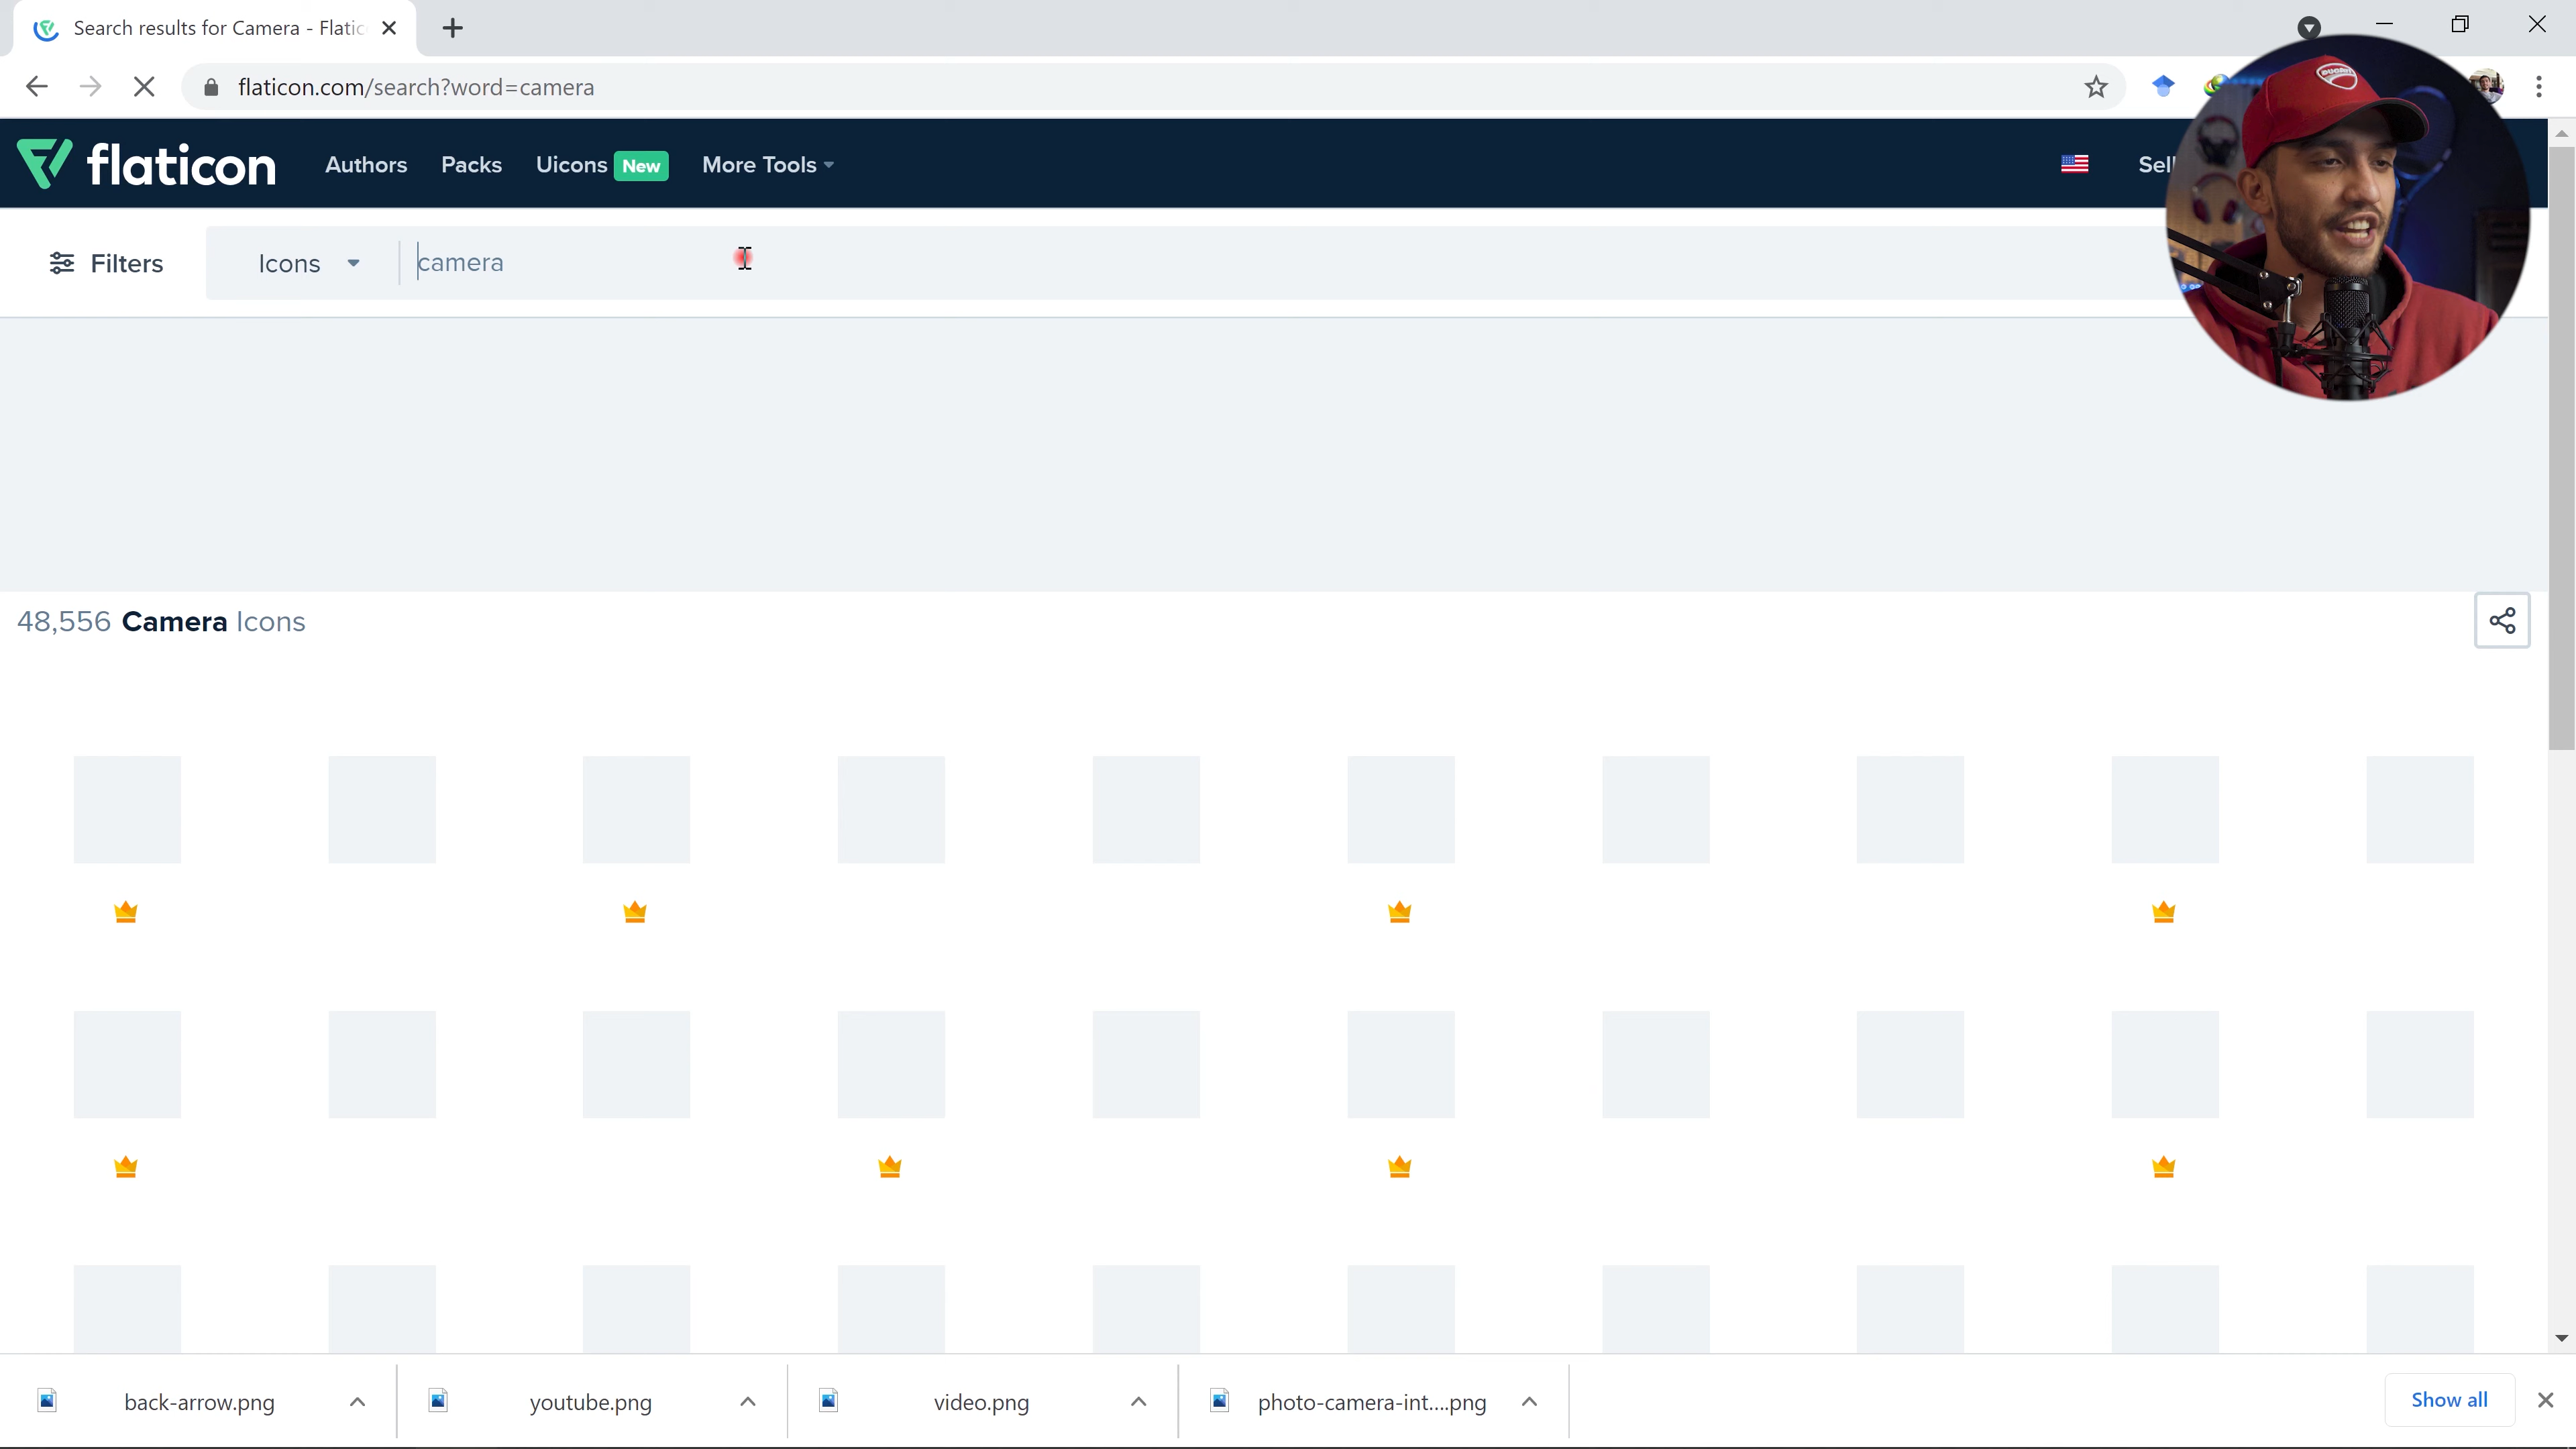 Search results for Camera - Flatic
flaticon.com/search?word=camera
flaticon
Authors
Packs
Uicons New
More Tools
Sell
Filters
Icons
camera
48,556 Camera Icons
back-arrow.png
youtube.png
video.png
photo-camera-int....png
Show all